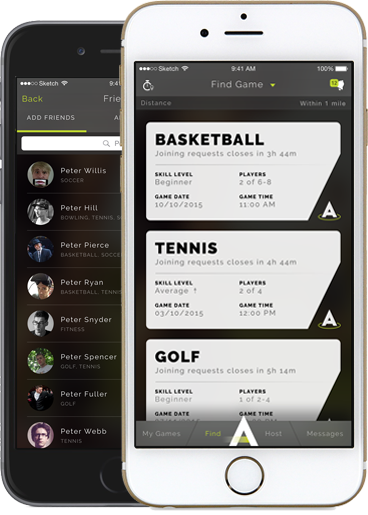 Sketch
Back
Frie
ADD FRIENDS
Peter Willis
SOCCER
Peter Hill
BOWLING, TENNIS, S
Peter Pierce
BASKETBALL, SOCCE
Peter Ryan
BASKETBALL, TENNIS
Peter Snyder
FITNESS
Peter Spencer
GOLF, TENNIS
Peter Fuller
GOLF
Peter Webb
TENNIS
Sketch 9:41 AM 100%
Find Game
12
Distance Within 1 mile
BASKETBALL
Joining requests closes in 3h 44m
SKILL LEVEL PLAYERS
Beginner 2 of 6-8
GAME DATE GAME TIME
10/10/2015 11:00 AM
TENNIS
Joining requests closes in 4h 44m
SKILL LEVEL PLAYERS
Average ↑ 2 of 4
GAME DATE GAME TIME
03/10/2015 12:00 PM
GOLF
Joining requests closes in 5h 14m
SKILL LEVEL PLAYERS
Beginner 1 of 2-4
GAME DATE GAME TIME
My Games Find Host Messages